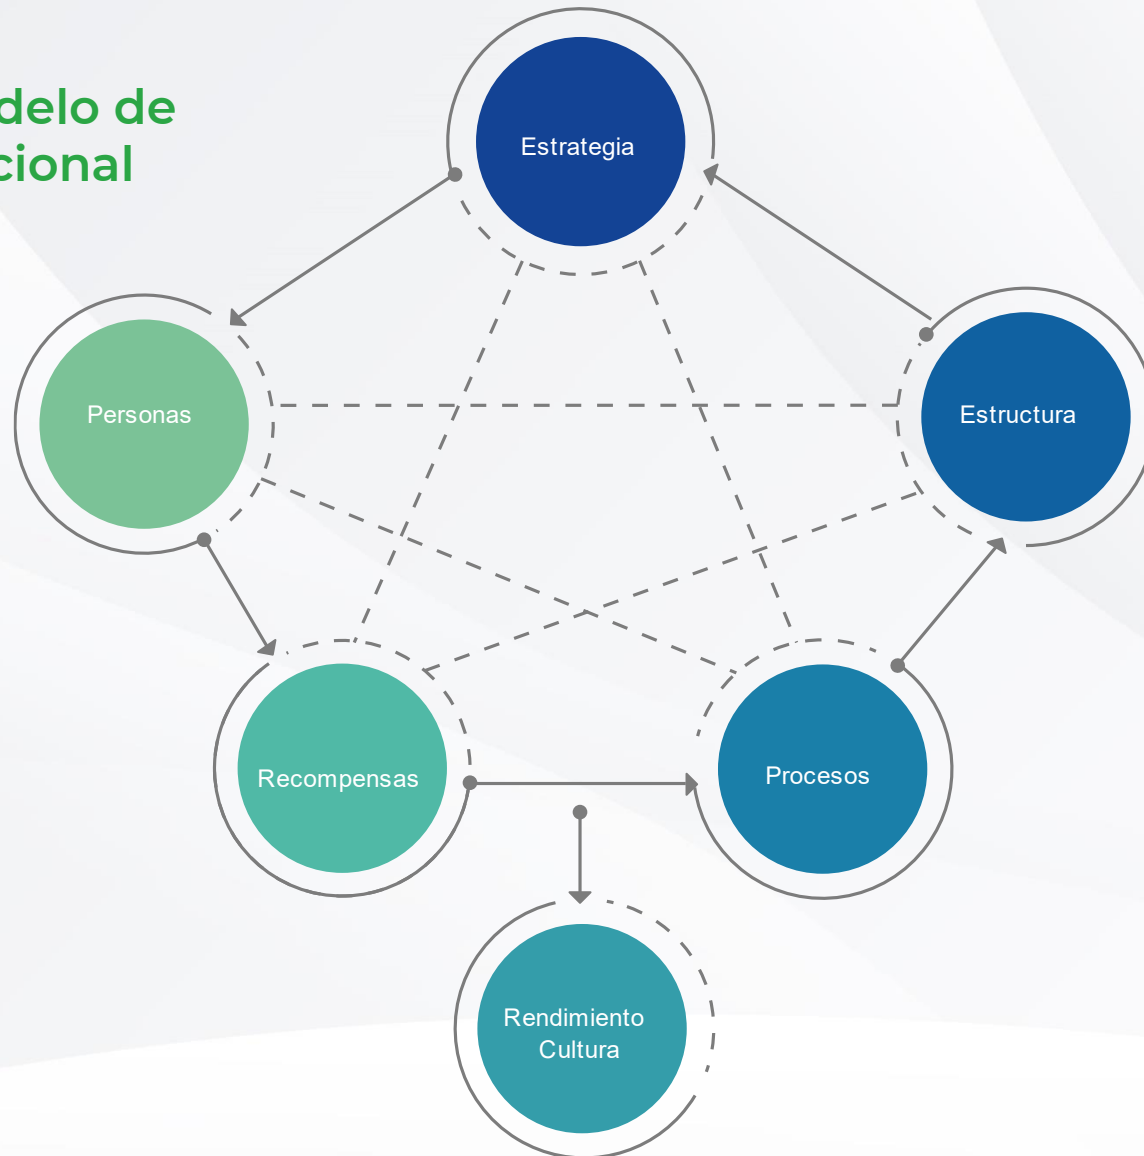 delo de
cional
Estrategia
Personas
Estructura
Recompensas
Procesos
Rendimiento
Cultura